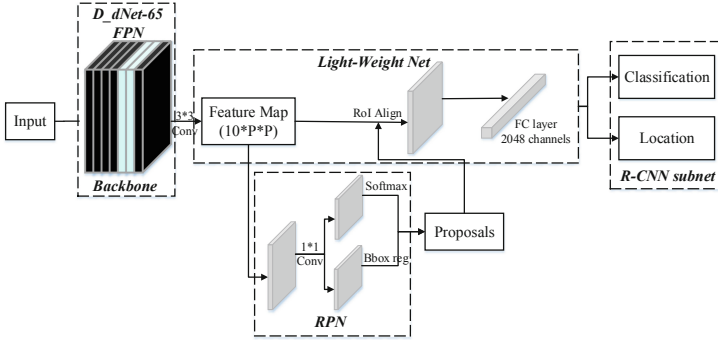 D_dNet-65
FPN
Light-Weight Net
Input
3*3
Conv
Feature Map
(10*P*P)
RoI Align
FC layer
2048 channels
Classification
Location
Backbone
R-CNN subnet
Softmax
1*1
Conv
Bbox reg
Proposals
RPN